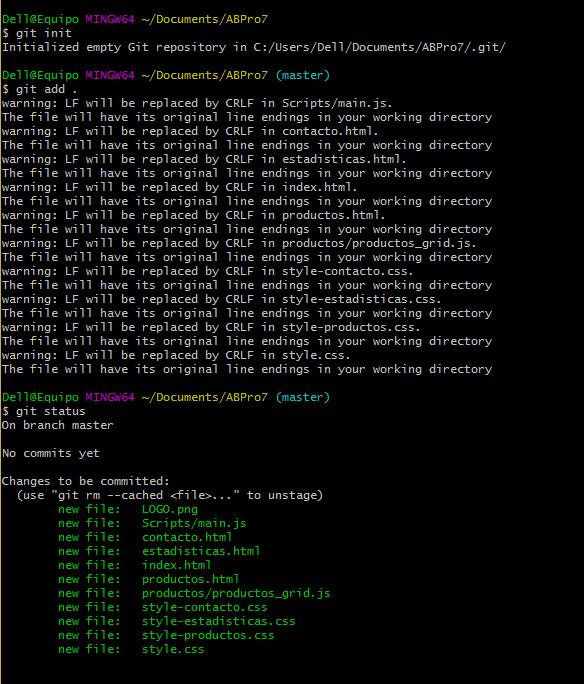 Dell@Equipo MINGW64 ~/Documents/ABPro7
$ git init
Initialized empty Git repository in C:/Users/Dell/Documents/ABPro7/.git/
Dell@Equipo MINGW64 ~/Documents/ABPro7 (master)
$ git add .
warning: LF will be replaced by CRLF in Scripts/main.js.
The file will have its original line endings in your working directory
warning: LF will be replaced by CRLF in contacto.html.
The file will have its original line endings in your working directory
warning: LF will be replaced by CRLF in estadisticas.html.
The file will have its original line endings in your working directory
warning: LF will be replaced by CRLF in index.html.
The file will have its original line endings in your working directory
warning: LF will be replaced by CRLF in productos.html.
The file will have its original line endings in your working directory
warning: LF will be replaced by CRLF in productos/productos_grid.js.
The file will have its original line endings in your working directory
warning: LF will be replaced by CRLF in style-contacto.css.
The file will have its original line endings in your working directory
warning: LF will be replaced by CRLF in style-estadisticas.css.
The file will have its original line endings in your working directory
warning: LF will be replaced by CRLF in style-productos.css.
The file will have its original line endings in your working directory
warning: LF will be replaced by CRLF in style.css.
The file will have its original line endings in your working directory
Dell@Equipo MINGW64 ~/Documents/ABPro7 (master)
$ git status
On branch master
No commits yet
Changes to be committed:
  (use "git rm --cached <file>..." to unstage)
        new file:   LOGO.png
        new file:   Scripts/main.js
        new file:   contacto.html
        new file:   estadisticas.html
        new file:   index.html
        new file:   productos.html
        new file:   productos/productos_grid.js
        new file:   style-contacto.css
        new file:   style-estadisticas.css
        new file:   style-productos.css
        new file:   style.css